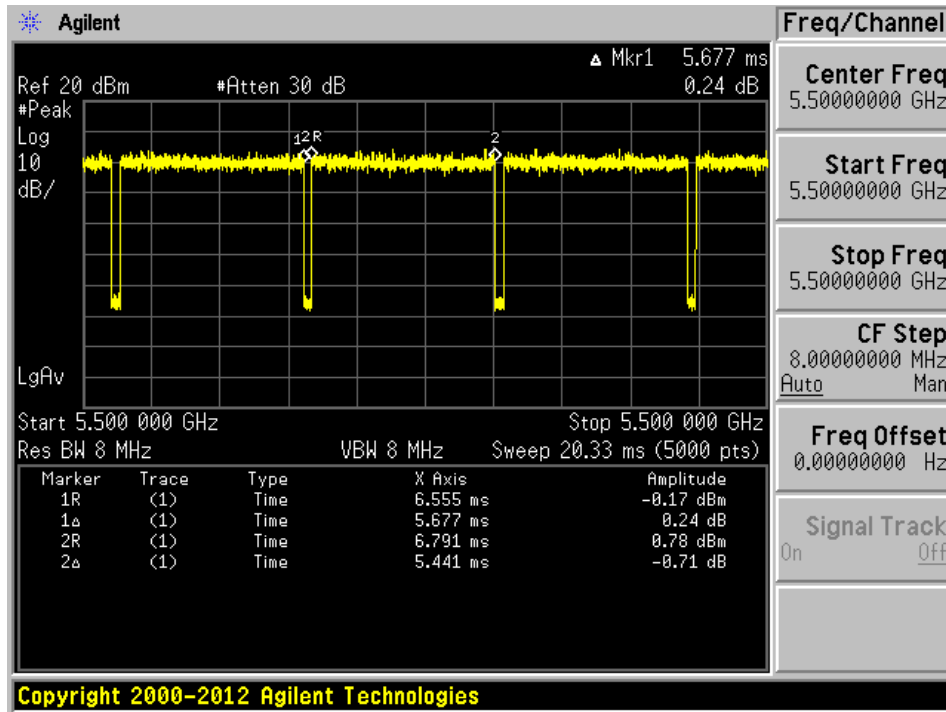 Agilent
Freq/Channel
▵ Mkr1 5.677 ms
Ref 20 dBm #Atten 30 dB 0.24 dB
#Peak
Log
10
dB/
1 2R 2
LgAv
Start 5.500 000 GHz Stop 5.500 000 GHz
Res BW 8 MHz VBW 8 MHz Sweep 20.33 ms (5000 pts)
Marker Trace Type X Axis Amplitude
1R (1) Time 6.555 ms -0.17 dBm
1▵ (1) Time 5.677 ms 0.24 dB
2R (1) Time 6.791 ms 0.78 dBm
2▵ (1) Time 5.441 ms -0.71 dB
Center Freq
5.50000000 GHz
Start Freq
5.50000000 GHz
Stop Freq
5.50000000 GHz
CF Step
8.00000000 MHz
Auto Man
Freq Offset
0.00000000 Hz
Signal Track
On Off
Copyright 2000-2012 Agilent Technologies